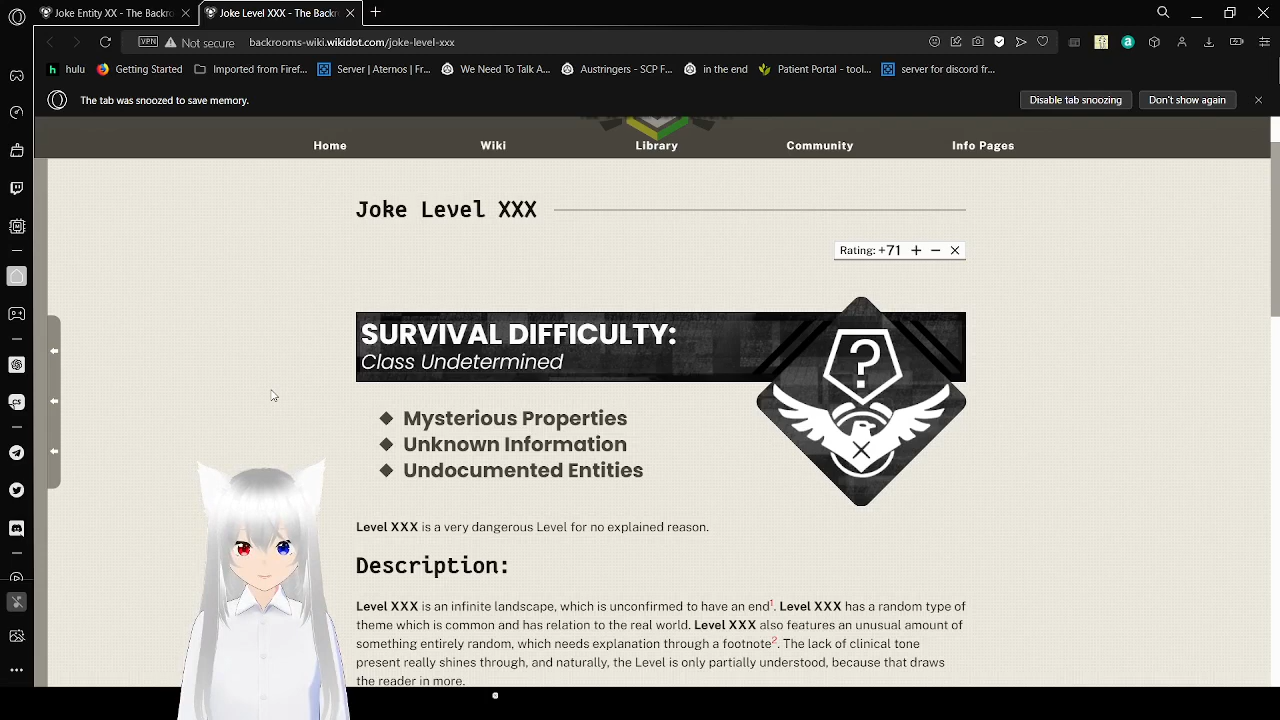 Joke Entity XX - The Backro
Joke Level XXX - The Backr
VPN
Not secure
backrooms-wiki.wikidot.com/joke-level-xxx
h hulu
Getting Started
Imported from Firef...
Server | Aternos | Fr...
We Need To Talk A...
Austringers - SCP F...
in the end
Patient Portal - tool...
server for discord fr...
The tab was snoozed to save memory.
Disable tab snoozing
Don't show again
Home
Wiki
Library
Community
Info Pages
Joke Level XXX
Rating: +71 + − ×
SURVIVAL DIFFICULTY:
Class Undetermined
?
Mysterious Properties
Unknown Information
Undocumented Entities
Level XXX is a very dangerous Level for no explained reason.
Description:
Level XXX is an infinite landscape, which is unconfirmed to have an end1. Level XXX has a random type of
theme which is common and has relation to the real world. Level XXX also features an unusual amount of
something entirely random, which needs explanation through a footnote2. The lack of clinical tone
present really shines through, and naturally, the Level is only partially understood, because that draws
the reader in more.